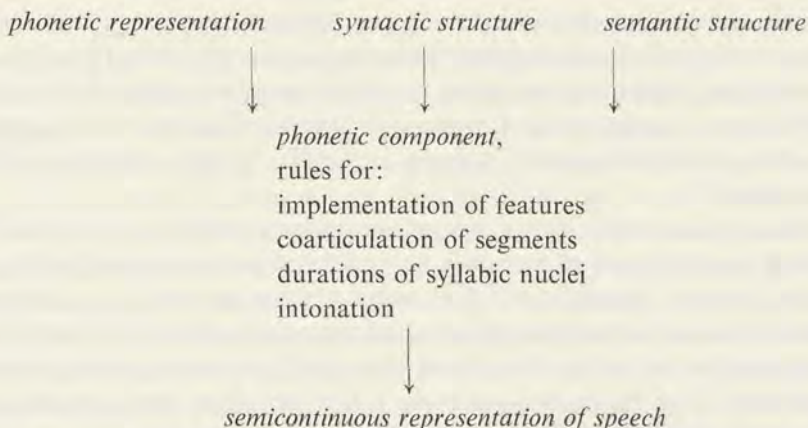 phonetic representation syntactic structure semantic structure
phonetic component,
rules for:
implementation of features
coarticulation of segments
durations of syllabic nuclei
intonation
semicontinuous representation of speech